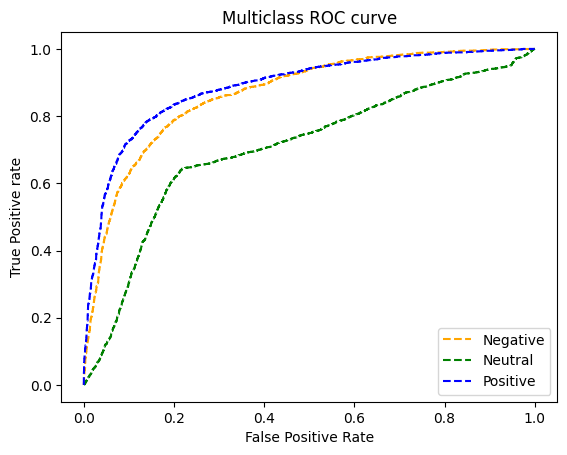 Multiclass ROC curve
True Positive rate
1.0
0.8
0.6
0.4
0.2
0.0
Negative
Neutral
Positive
0.0 0.2 0.4 0.6 0.8 1.0
False Positive Rate